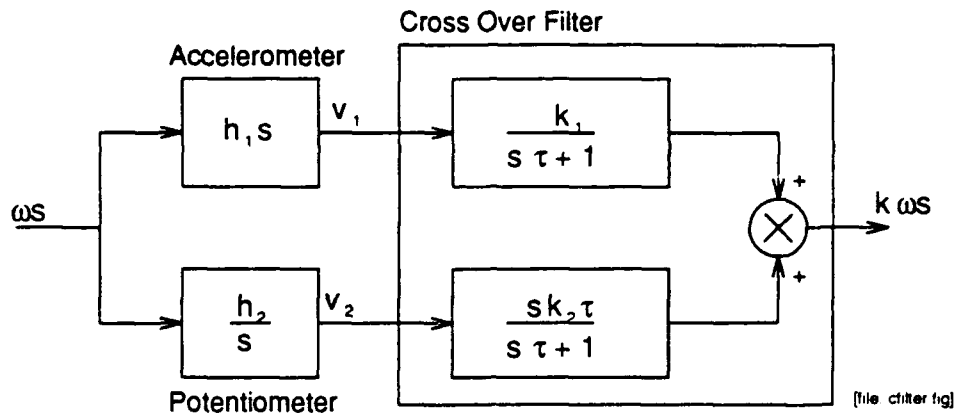 Cross Over Filter
Accelerometer
h₁s
v₁
k₁
s τ + 1
+
ωs
k ωs
+
h₂
s
v₂
s k₂ τ
s τ + 1
Potentiometer
[file cfilter fig]